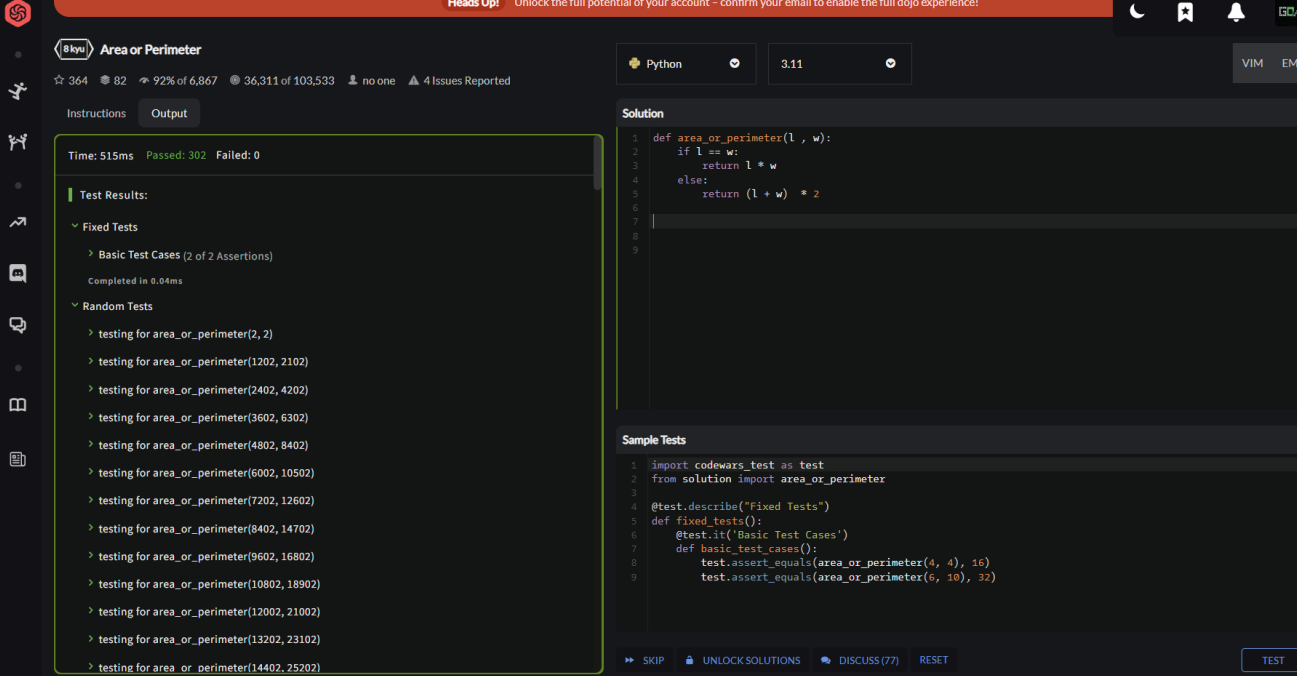 Heads Up! Unlock the full potential of your account – confirm your email to enable the full dojo experience!
8 kyu Area or Perimeter
364 82 92% of 6,867 36,311 of 103,533 no one 4 Issues Reported
Instructions Output
Time: 515ms Passed: 302 Failed: 0
Test Results:
Fixed Tests
Basic Test Cases (2 of 2 Assertions)
Completed in 0.04ms
Random Tests
testing for area_or_perimeter(2, 2)
testing for area_or_perimeter(1202, 2102)
testing for area_or_perimeter(2402, 4202)
testing for area_or_perimeter(3602, 6302)
testing for area_or_perimeter(4802, 8402)
testing for area_or_perimeter(6002, 10502)
testing for area_or_perimeter(7202, 12602)
testing for area_or_perimeter(8402, 14702)
testing for area_or_perimeter(9602, 16802)
testing for area_or_perimeter(10802, 18902)
testing for area_or_perimeter(12002, 21002)
testing for area_or_perimeter(13202, 23102)
testing for area_or_perimeter(14402, 25202)
Python 3.11 VIM EM
Solution
1 def area_or_perimeter(l , w):
2 if l == w:
3 return l * w
4 else:
5 return (l + w)  * 2
6
7
8
9
Sample Tests
1 import codewars_test as test
2 from solution import area_or_perimeter
3
4 @test.describe("Fixed Tests")
5 def fixed_tests():
6 @test.it('Basic Test Cases')
7 def basic_test_cases():
8 test.assert_equals(area_or_perimeter(4, 4), 16)
9 test.assert_equals(area_or_perimeter(6, 10), 32)
SKIP UNLOCK SOLUTIONS DISCUSS (77) RESET TEST